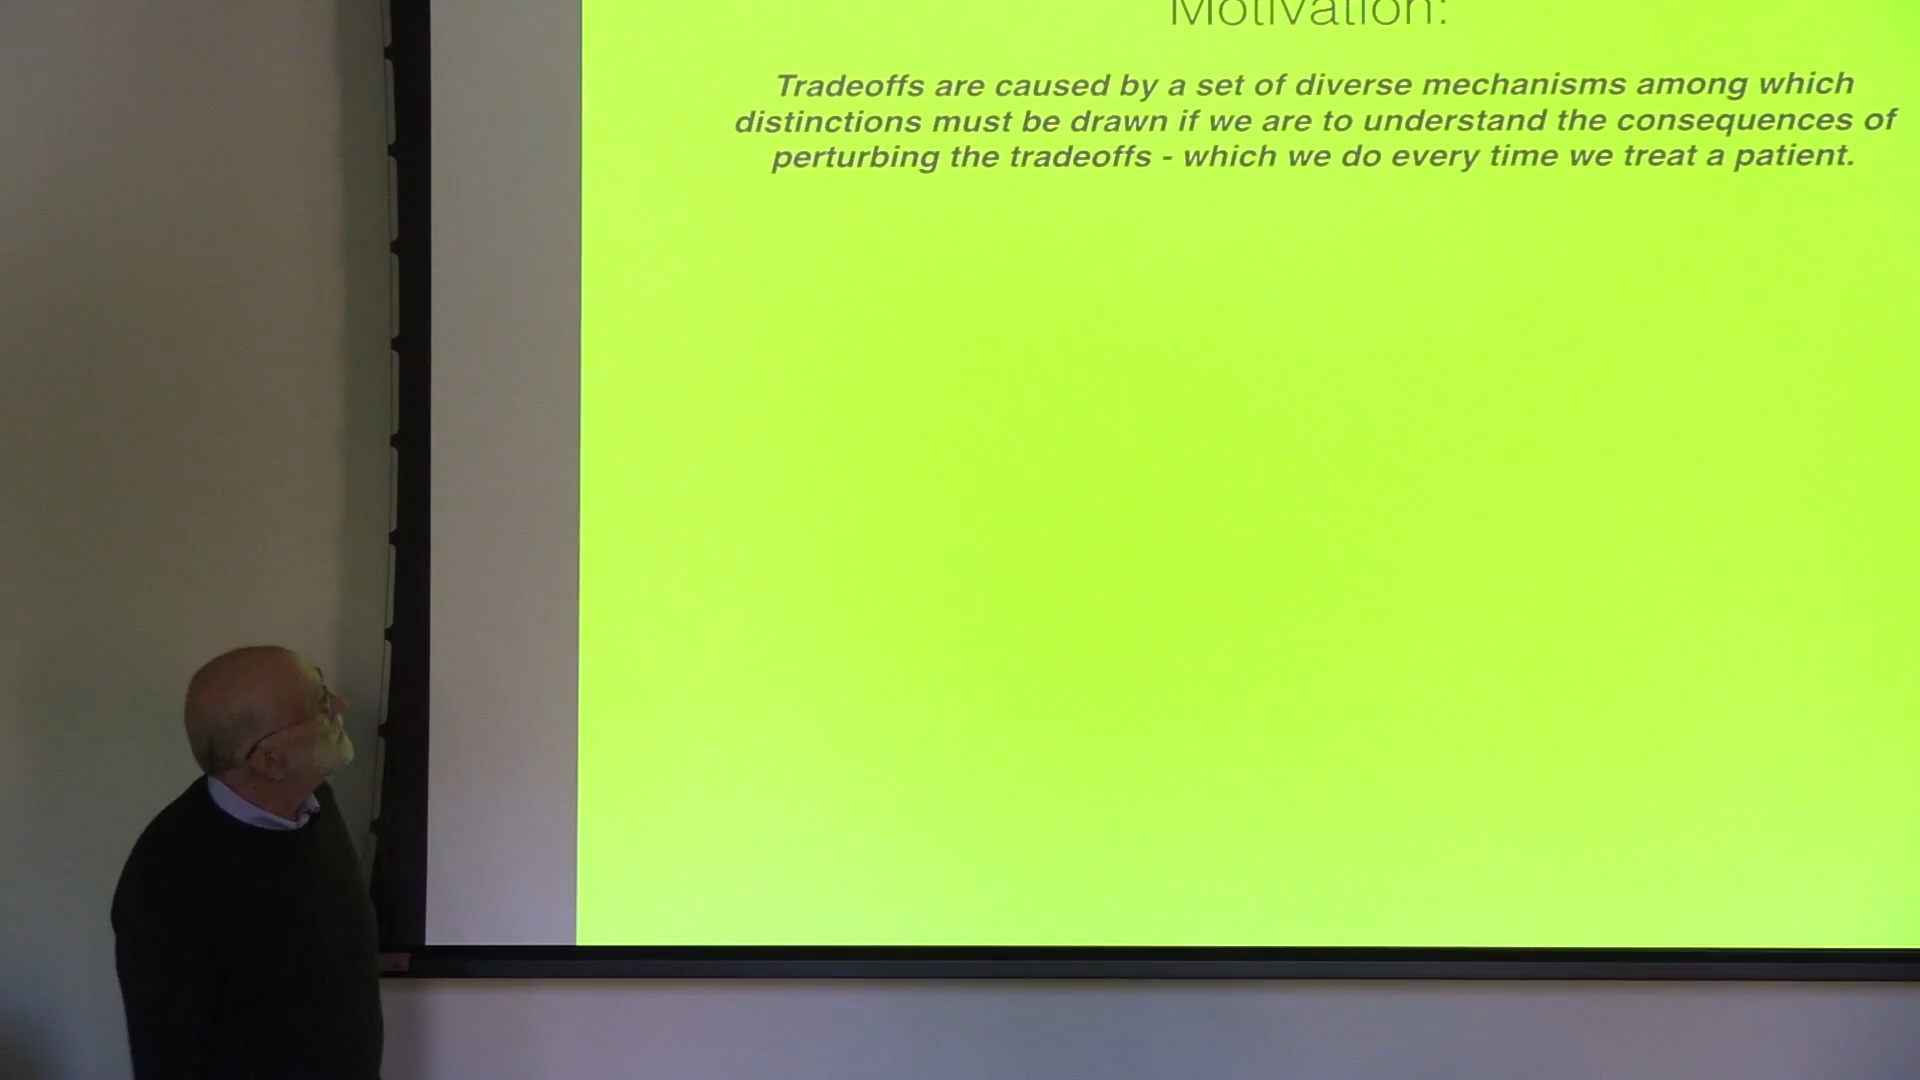 Motivation:
Tradeoffs are caused by a set of diverse mechanisms among which
distinctions must be drawn if we are to understand the consequences of
perturbing the tradeoffs - which we do every time we treat a patient.